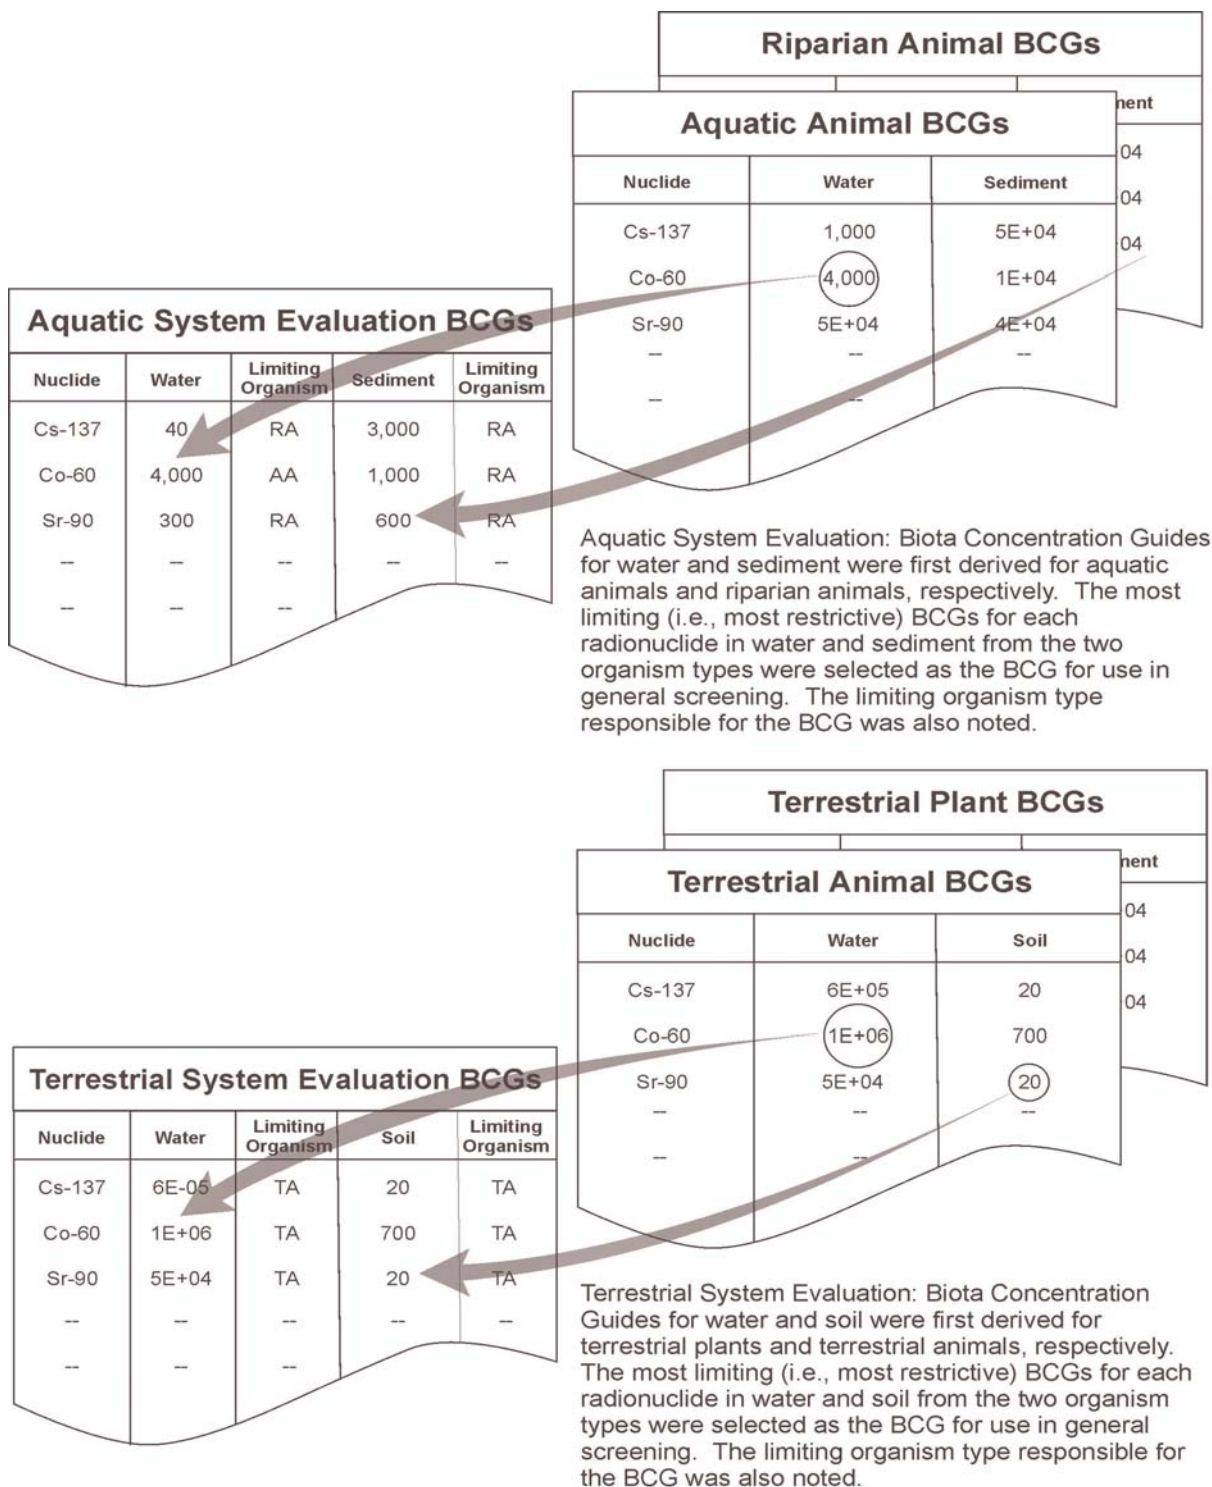 Riparian Animal BCGs
ment
04
04
04
Aquatic Animal BCGs
Nuclide Water Sediment
Cs-137 1,000 5E+04
Co-60 4,000 1E+04
Sr-90 5E+04 4E+04
-- -- --
-- --
Aquatic System Evaluation BCGs
Nuclide Water Limiting Organism Sediment Limiting Organism
Cs-137 40 RA 3,000 RA
Co-60 4,000 AA 1,000 RA
Sr-90 300 RA 600 RA
-- -- -- -- --
-- -- --
Aquatic System Evaluation: Biota Concentration Guides
for water and sediment were first derived for aquatic
animals and riparian animals, respectively. The most
limiting (i.e., most restrictive) BCGs for each
radionuclide in water and sediment from the two
organism types were selected as the BCG for use in
general screening. The limiting organism type
responsible for the BCG was also noted.
Terrestrial Plant BCGs
ment
04
04
04
Terrestrial Animal BCGs
Nuclide Water Soil
Cs-137 6E+05 20
Co-60 1E+06 700
Sr-90 5E+04 20
-- -- --
-- --
Terrestrial System Evaluation BCGs
Nuclide Water Limiting Organism Soil Limiting Organism
Cs-137 6E-05 TA 20 TA
Co-60 1E+06 TA 700 TA
Sr-90 5E+04 TA 20 TA
-- -- -- -- --
-- -- --
Terrestrial System Evaluation: Biota Concentration
Guides for water and soil were first derived for
terrestrial plants and terrestrial animals, respectively.
The most limiting (i.e., most restrictive) BCGs for each
radionuclide in water and soil from the two organism
types were selected as the BCG for use in general
screening. The limiting organism type responsible for
the BCG was also noted.